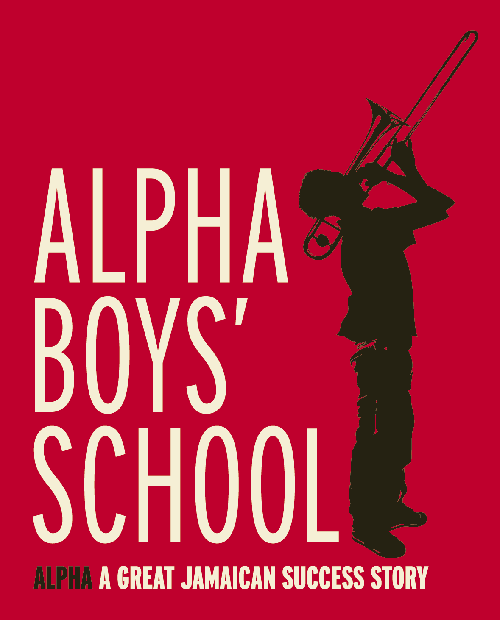 ALPHA
BOYS'
SCHOOL
ALPHA A GREAT JAMAICAN SUCCESS STORY